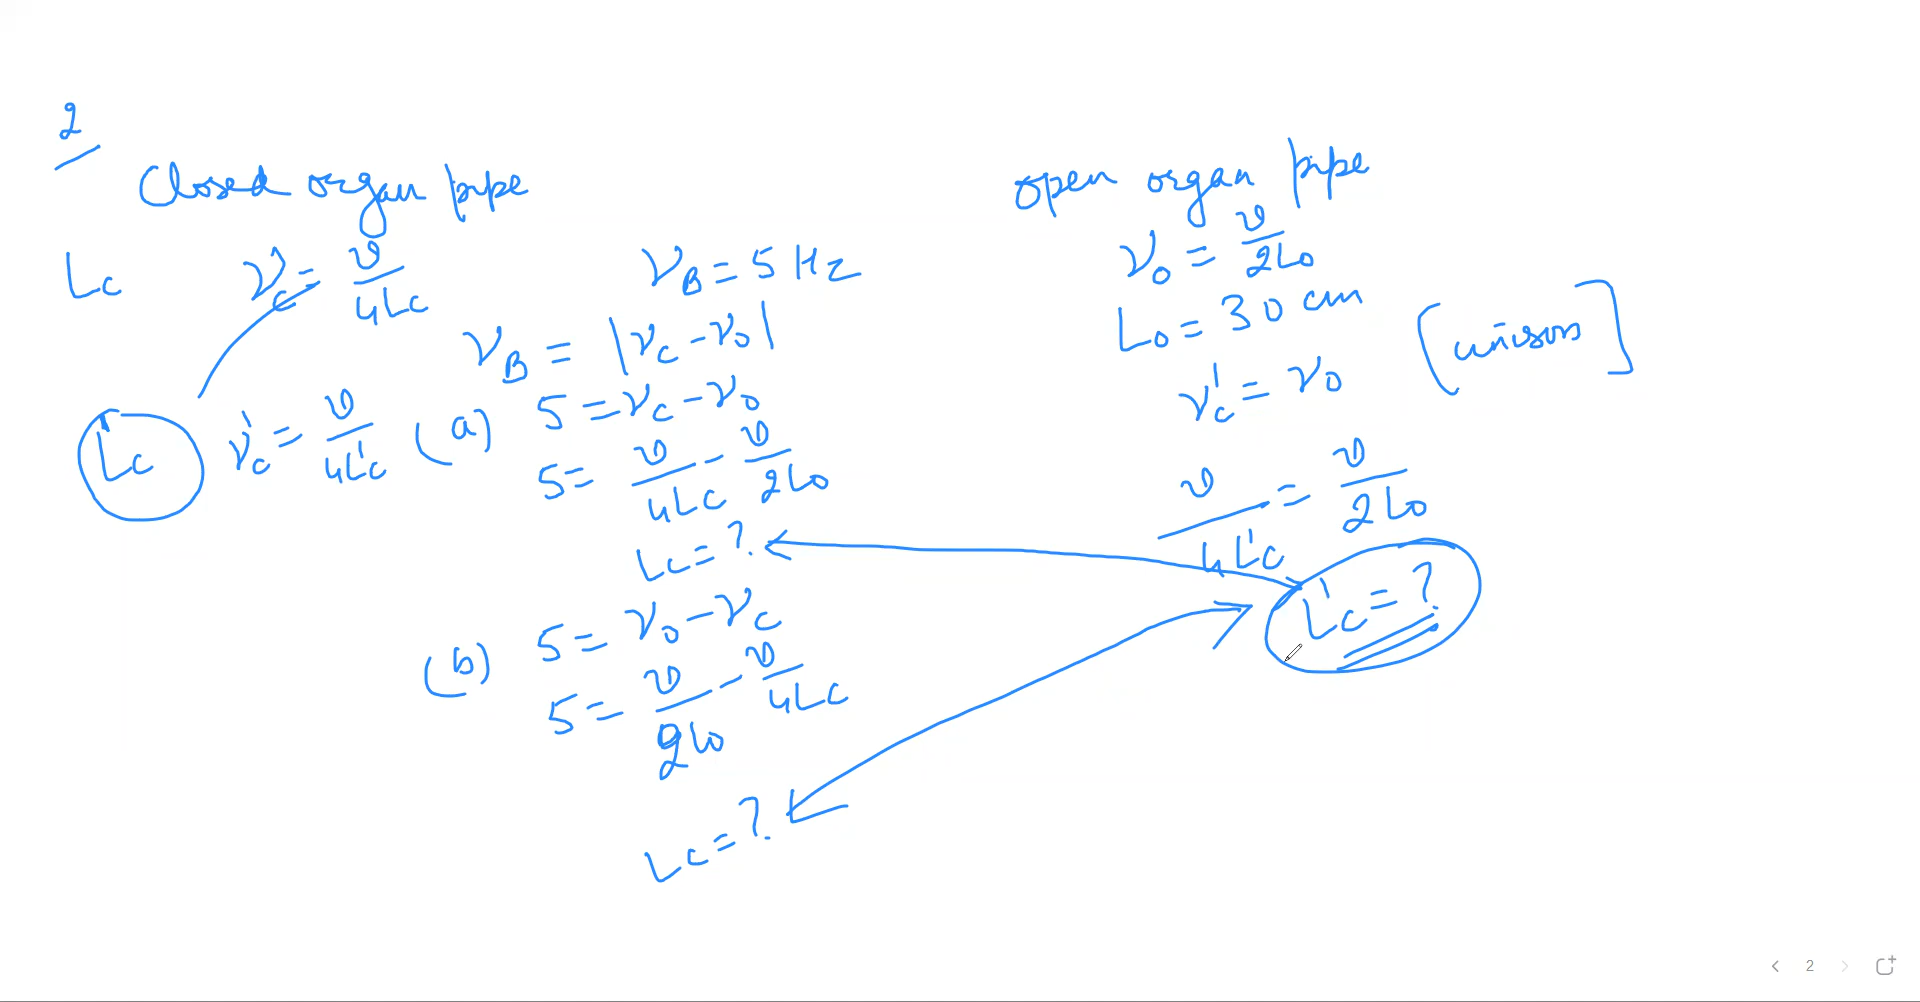 2
Closed organ pipe
Lc νc = v/4Lc
L'c ν'c = v/4L'c
νB = 5 Hz
νB = |νc - νo|
(a) 5 = νc - νo
5 = v/4Lc - v/2Lo
Lc = ?
(b) 5 = νo - νc
5 = v/2Lo - v/4Lc
Lc = ?
open organ pipe
νo = v/2Lo
Lo = 30 cm
ν'c = νo [unison]
v/4L'c = v/2Lo
L'c = ?
2